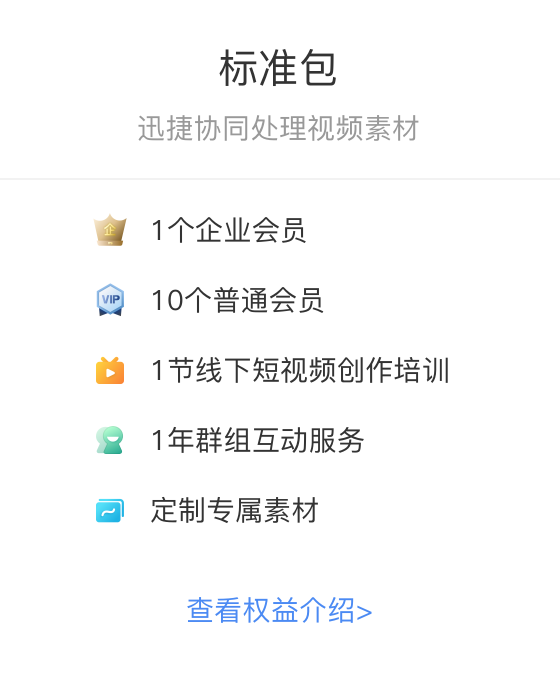 标准包
迅捷协同处理视频素材
企 1个企业会员
VIP 10个普通会员
1节线下短视频创作培训
1年群组互动服务
定制专属素材
查看权益介绍>